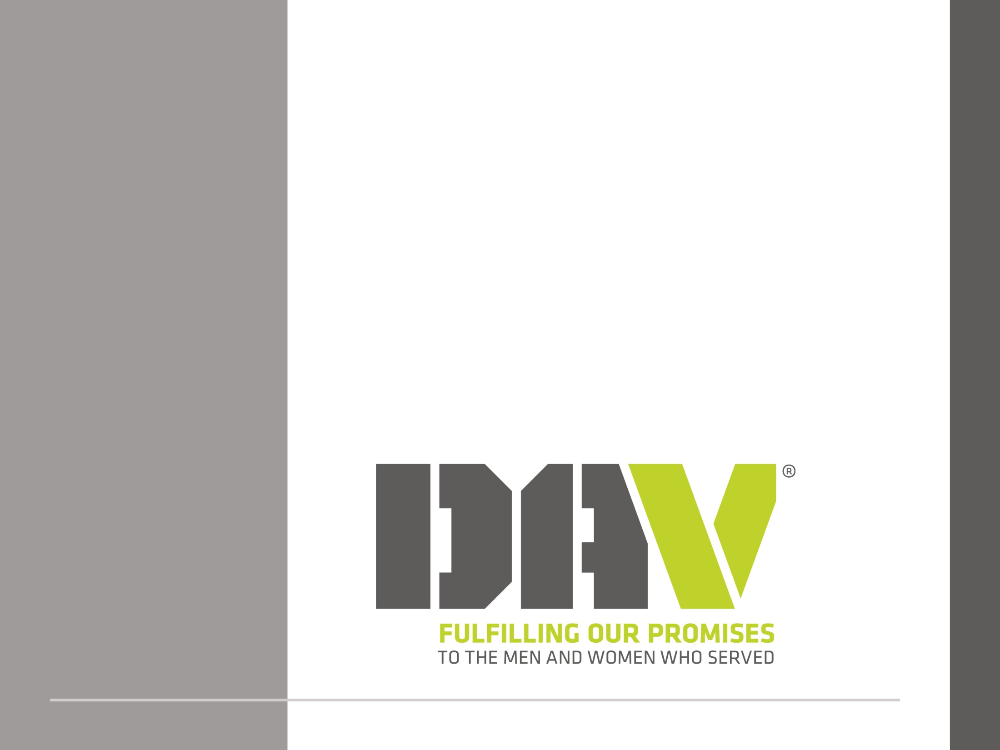 DAV®
FULFILLING OUR PROMISES
TO THE MEN AND WOMEN WHO SERVED